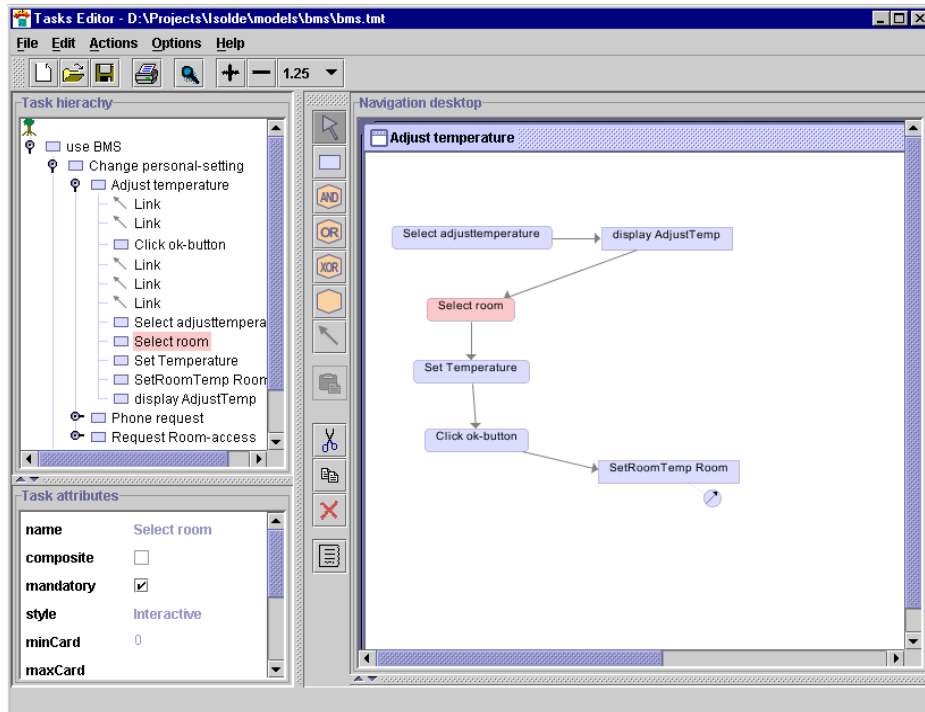 Tasks Editor - D:\Projects\Isolde\models\bms\bms.tmt
File Edit Actions Options Help
1.25
Task hierachy
use BMS
Change personal-setting
Adjust temperature
Link
Link
Click ok-button
Link
Link
Link
Select adjusttempera
Select room
Set Temperature
SetRoomTemp Room
display AdjustTemp
Phone request
Request Room-access
Task attributes
name Select room
composite
mandatory
style Interactive
minCard 0
maxCard
AND
OR
XOR
Navigation desktop
Adjust temperature
Select adjusttemperature
display AdjustTemp
Select room
Set Temperature
Click ok-button
SetRoomTemp Room